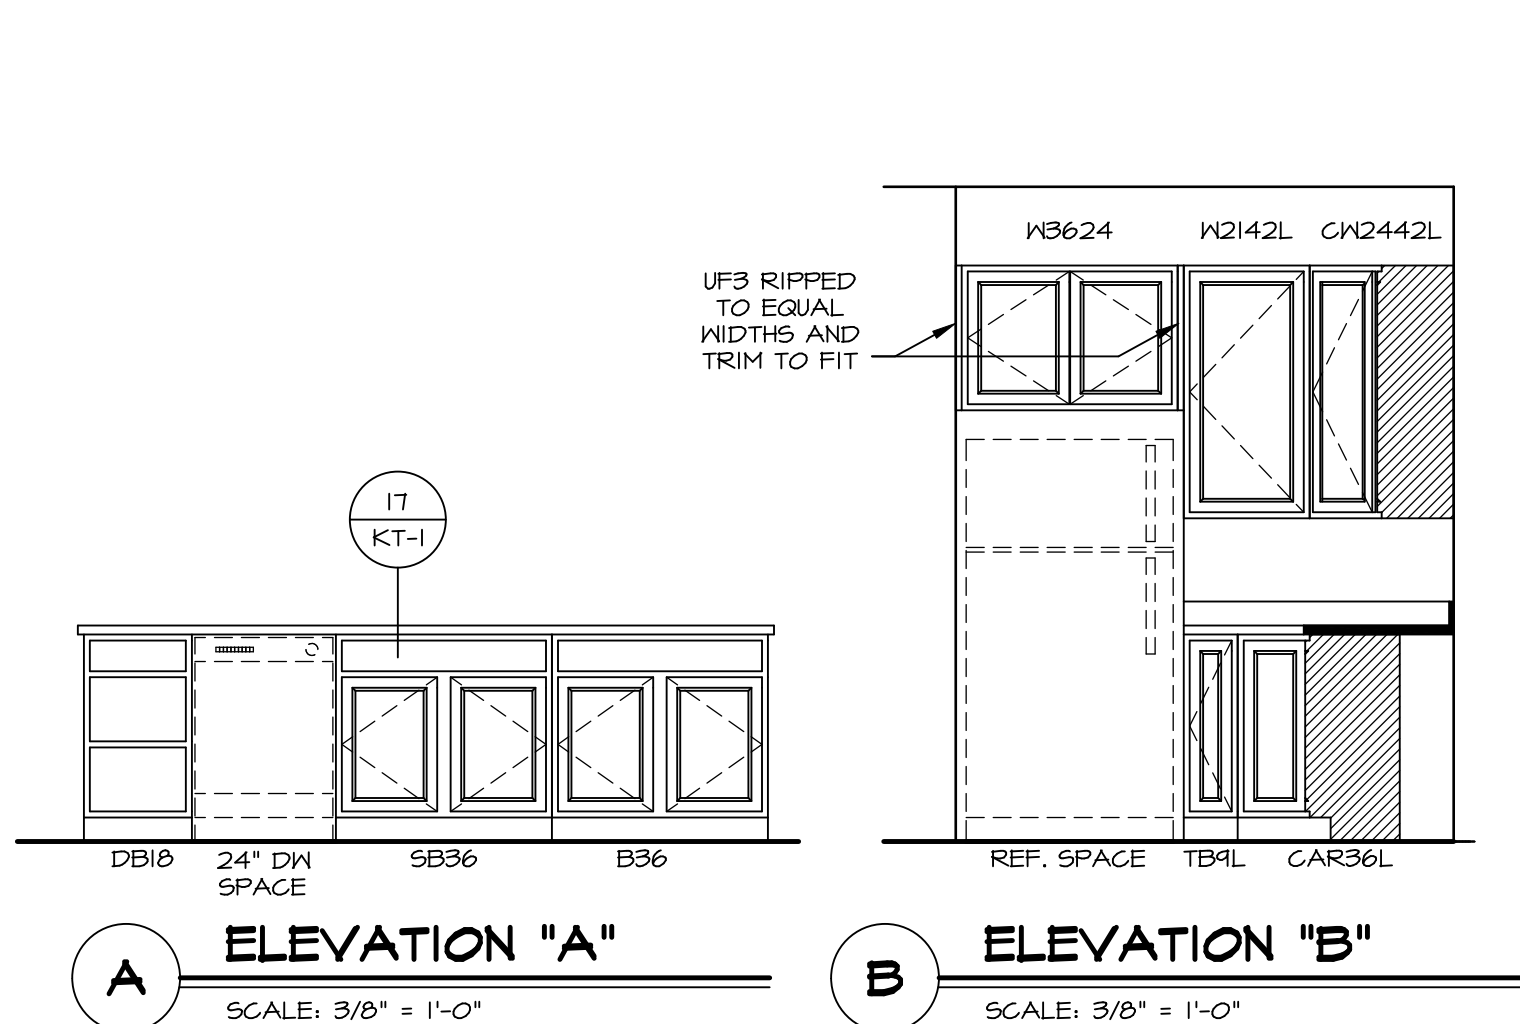 W3624
W2142L
CW2442L
UF3 RIPPED
TO EQUAL
WIDTHS AND
TRIM TO FIT
17
KT-1
DB18
24" DW
SPACE
SB36
B36
REF. SPACE
TB9L
CAR36L
A
ELEVATION "A"
SCALE: 3/8" = 1'-0"
B
ELEVATION "B"
SCALE: 3/8" = 1'-0"